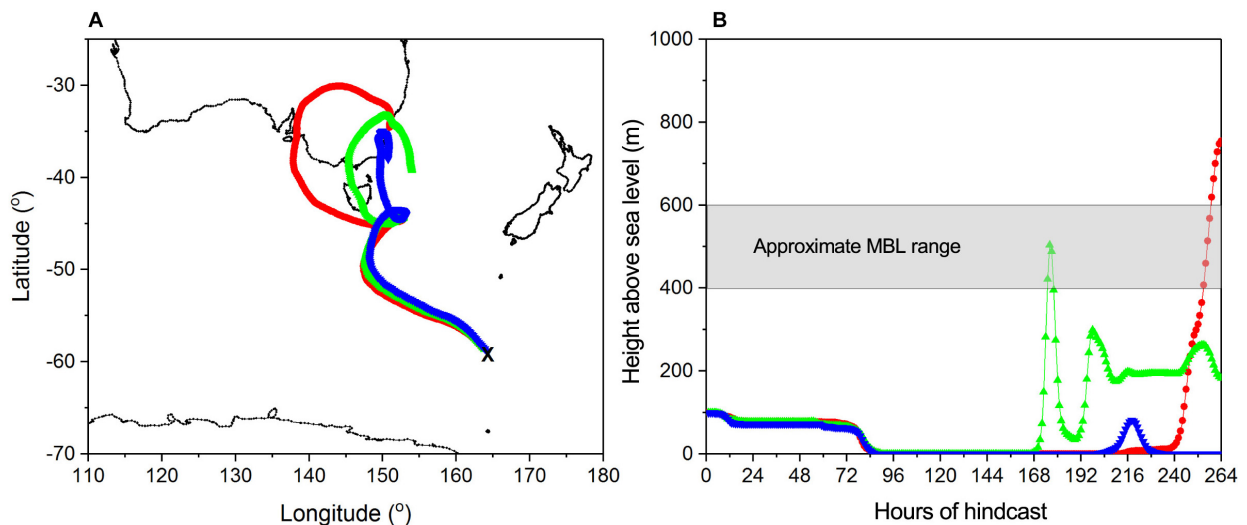 A
-30
-40
-50
-60
-70
Latitude (º)
X
110 120 130 140 150 160 170 180
Longitude (º)
B
1000
800
600
400
200
0
Height above sea level (m)
Approximate MBL range
0 24 48 72 96 120 144 168 192 216 240 264
Hours of hindcast